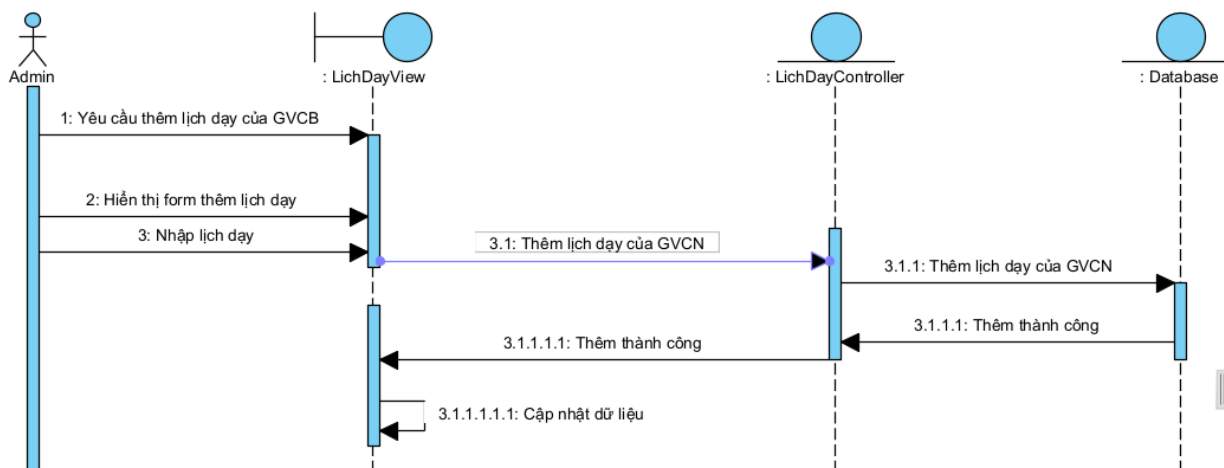 Admin
: LichDayView
: LichDayController
: Database
1: Yêu cầu thêm lịch dạy của GVCB
2: Hiển thị form thêm lịch dạy
3: Nhập lịch dạy
3.1: Thêm lịch dạy của GVCN
3.1.1: Thêm lịch dạy của GVCN
3.1.1.1: Thêm thành công
3.1.1.1.1: Thêm thành công
3.1.1.1.1.1: Cập nhật dữ liệu